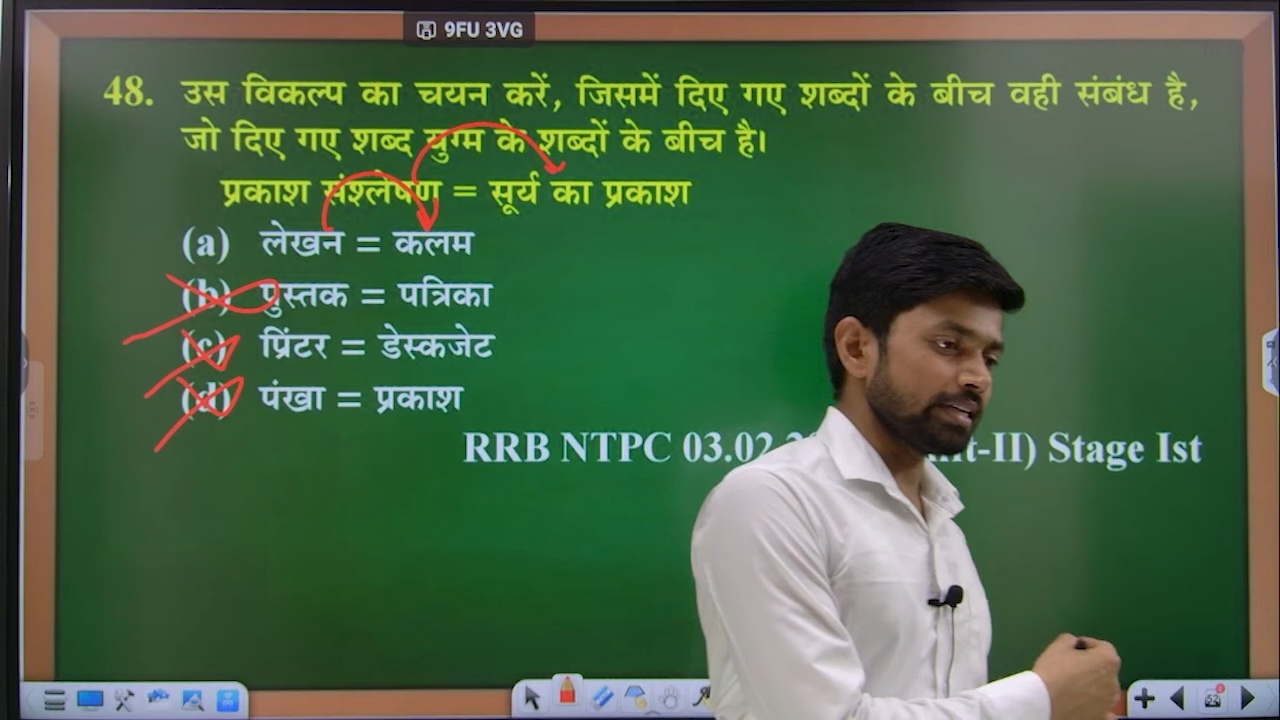 9FU 3VG
48. उस विकल्प का चयन करें, जिसमें दिए गए शब्दों के बीच वही संबंध है,
जो दिए गए शब्द युग्म के शब्दों के बीच है।
प्रकाश संश्लेषण = सूर्य का प्रकाश
(a) लेखन = कलम
(b) पुस्तक = पत्रिका
(c) प्रिंटर = डेस्कजेट
(d) पंखा = प्रकाश
RRB NTPC 03.02 Stage Ist